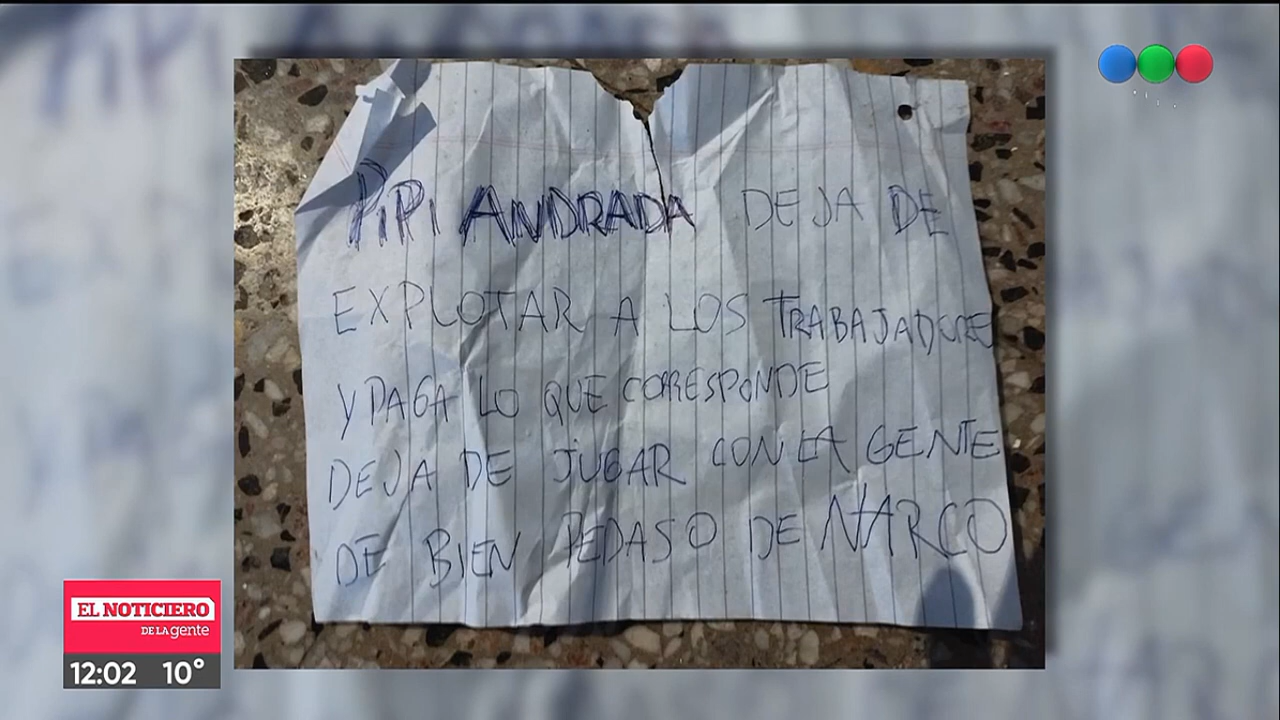 PiPi ANDRADA DEJA DE
EXPLOTAR A LOS TRABAJADORE
Y PAGA LO QUE CORRESPONDE
DEJA DE JUGAR CON LA GENTE
DE BIEN PEDASO DE NARCO
EL NOTICIERO
DE LA gente
12:02 10°